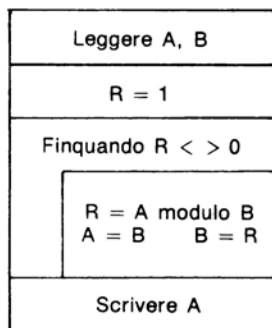 Leggere A, B
R = 1
Finquando R < > 0
R = A modulo B
A = B B = R
Scrivere A